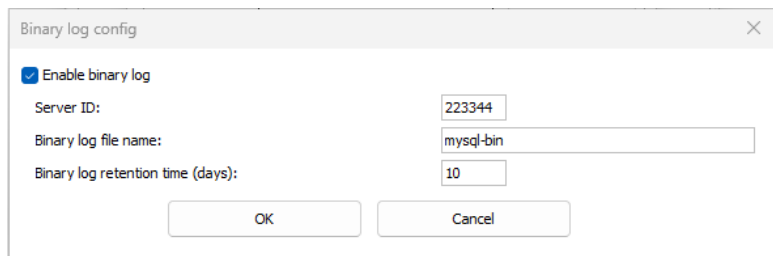 Binary log config
Enable binary log
Server ID: 223344
Binary log file name: mysql-bin
Binary log retention time (days): 10
OK Cancel